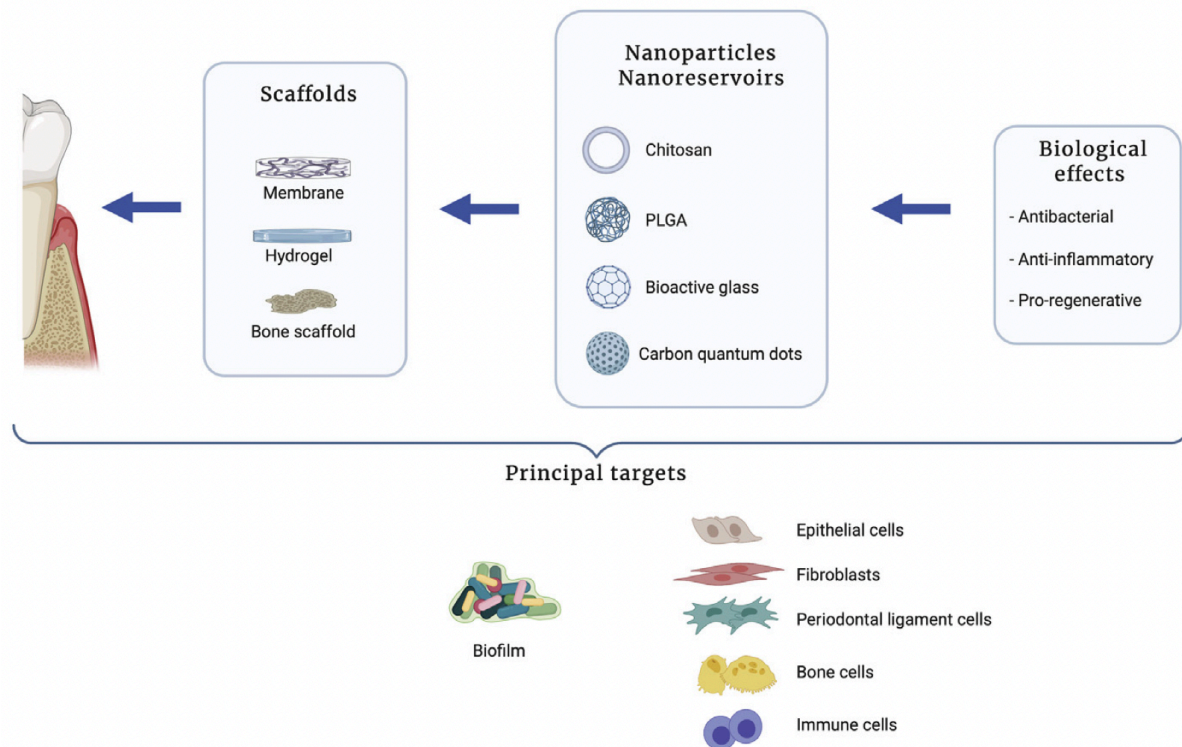 Scaffolds
Membrane
Hydrogel
Bone scaffold
Nanoparticles
Nanoreservoirs
Chitosan
PLGA
Bioactive glass
Carbon quantum dots
Biological
effects
- Antibacterial
- Anti-inflammatory
- Pro-regenerative
Principal targets
Biofilm
Epithelial cells
Fibroblasts
Periodontal ligament cells
Bone cells
Immune cells